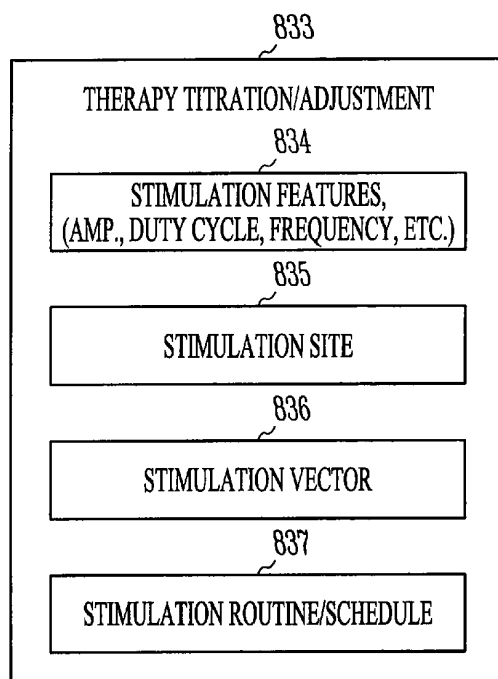 833
THERAPY TITRATION/ADJUSTMENT
834
STIMULATION FEATURES,
(AMP., DUTY CYCLE, FREQUENCY, ETC.)
835
STIMULATION SITE
836
STIMULATION VECTOR
837
STIMULATION ROUTINE/SCHEDULE